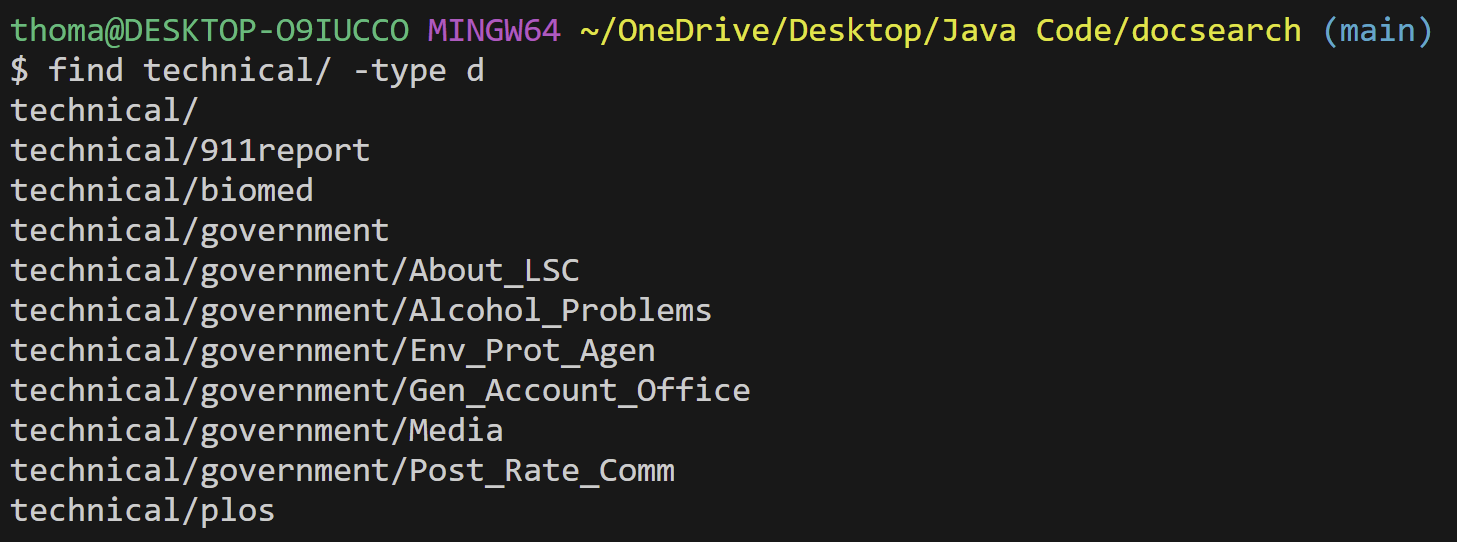 thoma@DESKTOP-O9IUCCO MINGW64 ~/OneDrive/Desktop/Java Code/docsearch (main)
$ find technical/ -type d
technical/
technical/911report
technical/biomed
technical/government
technical/government/About_LSC
technical/government/Alcohol_Problems
technical/government/Env_Prot_Agen
technical/government/Gen_Account_Office
technical/government/Media
technical/government/Post_Rate_Comm
technical/plos